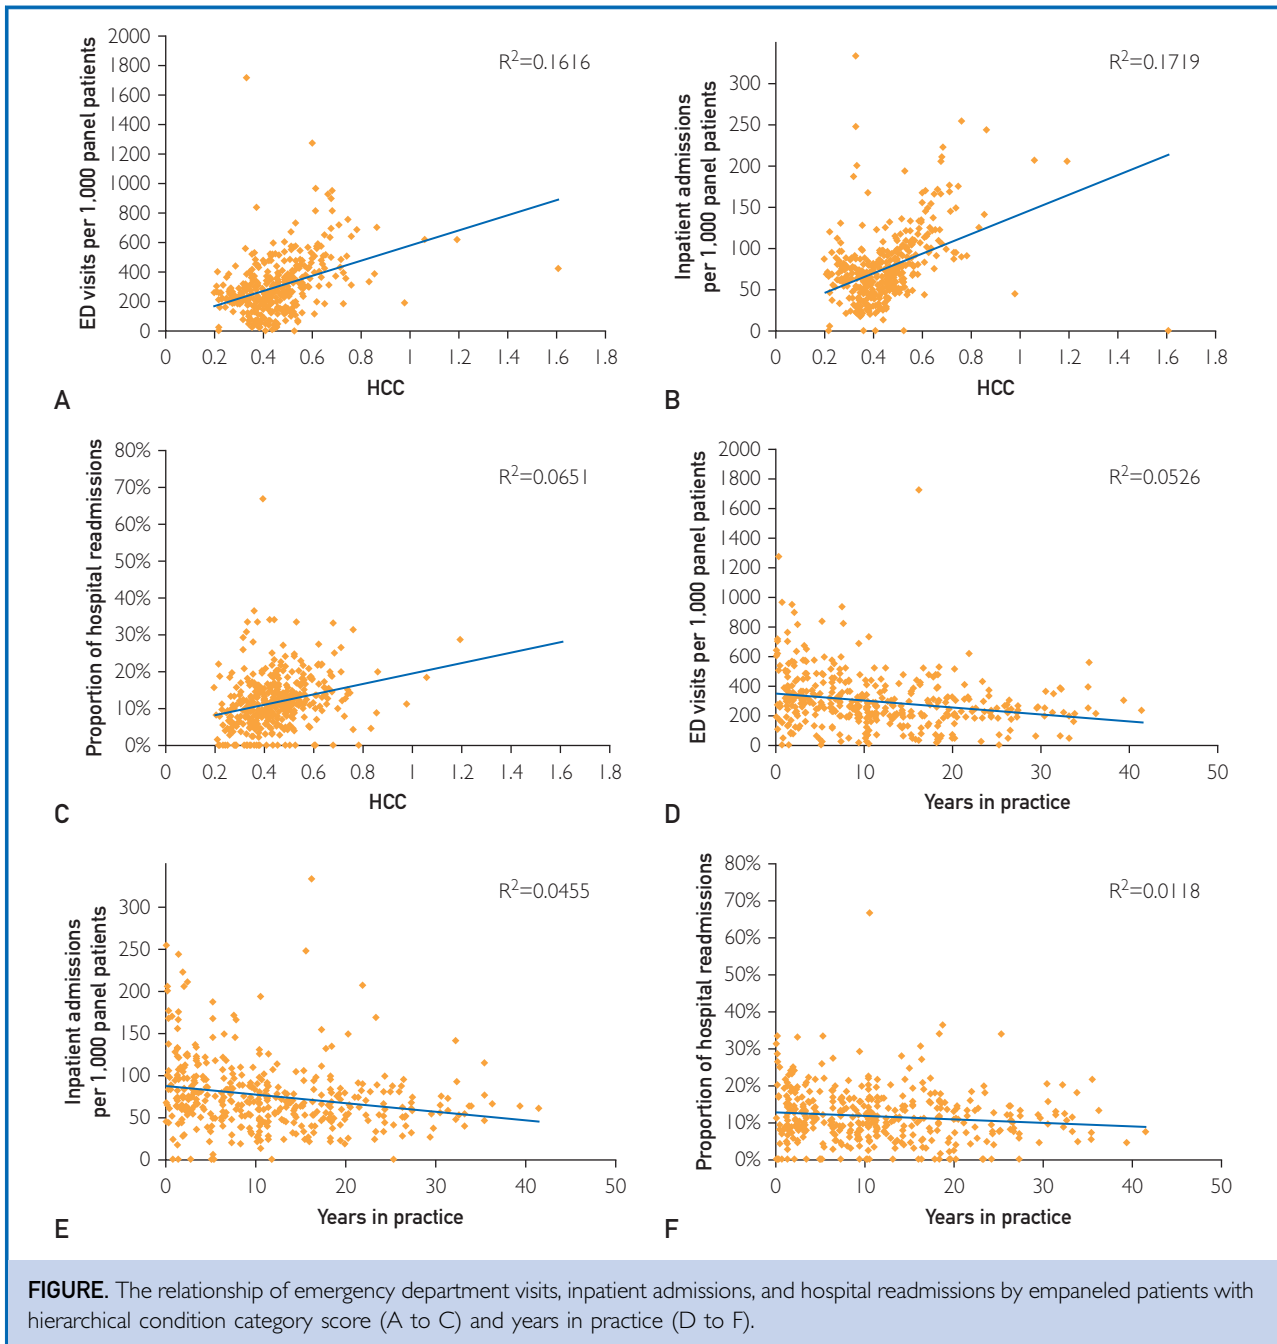 2000
1800
1600
1400
1200
1000
800
600
400
200
0
ED visits per 1,000 panel patients
R²=0.1616
0 0.2 0.4 0.6 0.8 1 1.2 1.4 1.6 1.8
HCC
A
300
250
200
150
100
50
0
Inpatient admissions
per 1,000 panel patients
R²=0.1719
0 0.2 0.4 0.6 0.8 1 1.2 1.4 1.6 1.8
HCC
B
80%
70%
60%
50%
40%
30%
20%
10%
0%
Proportion of hospital readmissions
R²=0.0651
0 0.2 0.4 0.6 0.8 1 1.2 1.4 1.6 1.8
HCC
C
2000
1800
1600
1400
1200
1000
800
600
400
200
0
ED visits per 1,000 panel patients
R²=0.0526
0 10 20 30 40 50
Years in practice
D
300
250
200
150
100
50
0
Inpatient admissions
per 1,000 panel patients
R²=0.0455
0 10 20 30 40 50
Years in practice
E
80%
70%
60%
50%
40%
30%
20%
10%
0%
Proportion of hospital readmissions
R²=0.0118
0 10 20 30 40 50
Years in practice
F
FIGURE. The relationship of emergency department visits, inpatient admissions, and hospital readmissions by empaneled patients with
hierarchical condition category score (A to C) and years in practice (D to F).